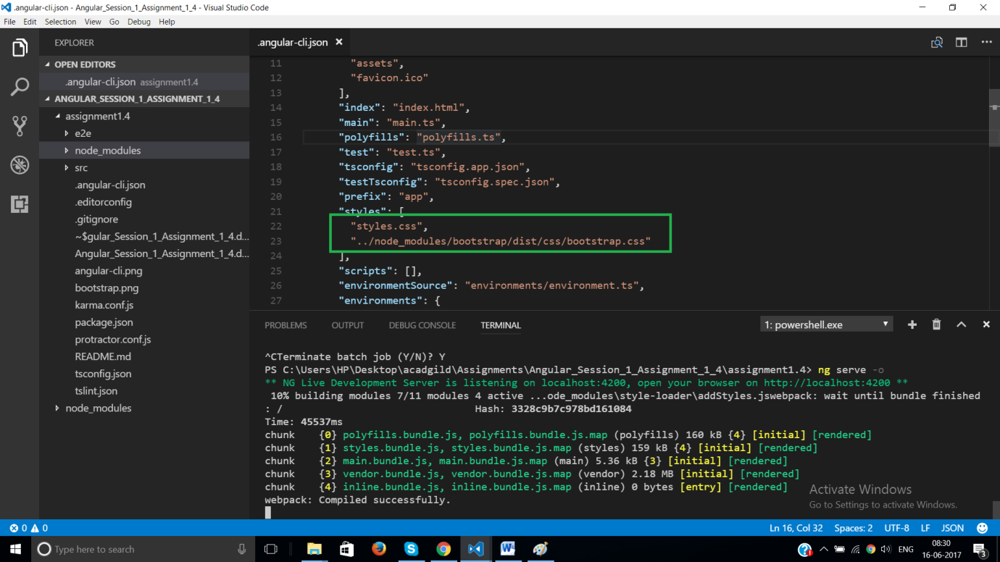 .angular-cli.json - Angular_Session_1_Assignment_1_4 - Visual Studio Code
File Edit Selection View Go Debug Help
EXPLORER
OPEN EDITORS
.angular-cli.json assignment1.4
ANGULAR_SESSION_1_ASSIGNMENT_1_4
assignment1.4
e2e
node_modules
src
.angular-cli.json
.editorconfig
.gitignore
~$gular_Session_1_Assignment_1_4.d...
Angular_Session_1_Assignment_1_4.d...
angular-cli.png
bootstrap.png
karma.conf.js
package.json
protractor.conf.js
README.md
tsconfig.json
tslint.json
node_modules
.angular-cli.json
11 "assets",
12 "favicon.ico"
13 ],
14 "index": "index.html",
15 "main": "main.ts",
16 "polyfills": "polyfills.ts",
17 "test": "test.ts",
18 "tsconfig": "tsconfig.app.json",
19 "testTsconfig": "tsconfig.spec.json",
20 "prefix": "app",
21 "styles": [
22 "styles.css",
23 "../node_modules/bootstrap/dist/css/bootstrap.css"
24 ],
25 "scripts": [],
26 "environmentSource": "environments/environment.ts",
27 "environments": {
PROBLEMS OUTPUT DEBUG CONSOLE TERMINAL 1: powershell.exe
^CTerminate batch job (Y/N)? Y
PS C:\Users\HP\Desktop\acadgild\Assignments\Angular_Session_1_Assignment_1_4\assignment1.4> ng serve -o
** NG Live Development Server is listening on localhost:4200, open your browser on http://localhost:4200 **
10% building modules 7/11 modules 4 active ...ode_modules\style-loader\addStyles.jswebpack: wait until bundle finished
: / Hash: 3328c9b7c978bd161084
Time: 45537ms
chunk {0} polyfills.bundle.js, polyfills.bundle.js.map (polyfills) 160 kB {4} [initial] [rendered]
chunk {1} styles.bundle.js, styles.bundle.js.map (styles) 159 kB {4} [initial] [rendered]
chunk {2} main.bundle.js, main.bundle.js.map (main) 5.36 kB {3} [initial] [rendered]
chunk {3} vendor.bundle.js, vendor.bundle.js.map (vendor) 2.18 MB [initial] [rendered]
chunk {4} inline.bundle.js, inline.bundle.js.map (inline) 0 bytes [entry] [rendered]
webpack: Compiled successfully.
Activate Windows
Go to Settings to activate Windows.
0 0 Ln 16, Col 32 Spaces: 2 UTF-8 LF JSON
Type here to search
ENG
08:30
16-06-2017
3